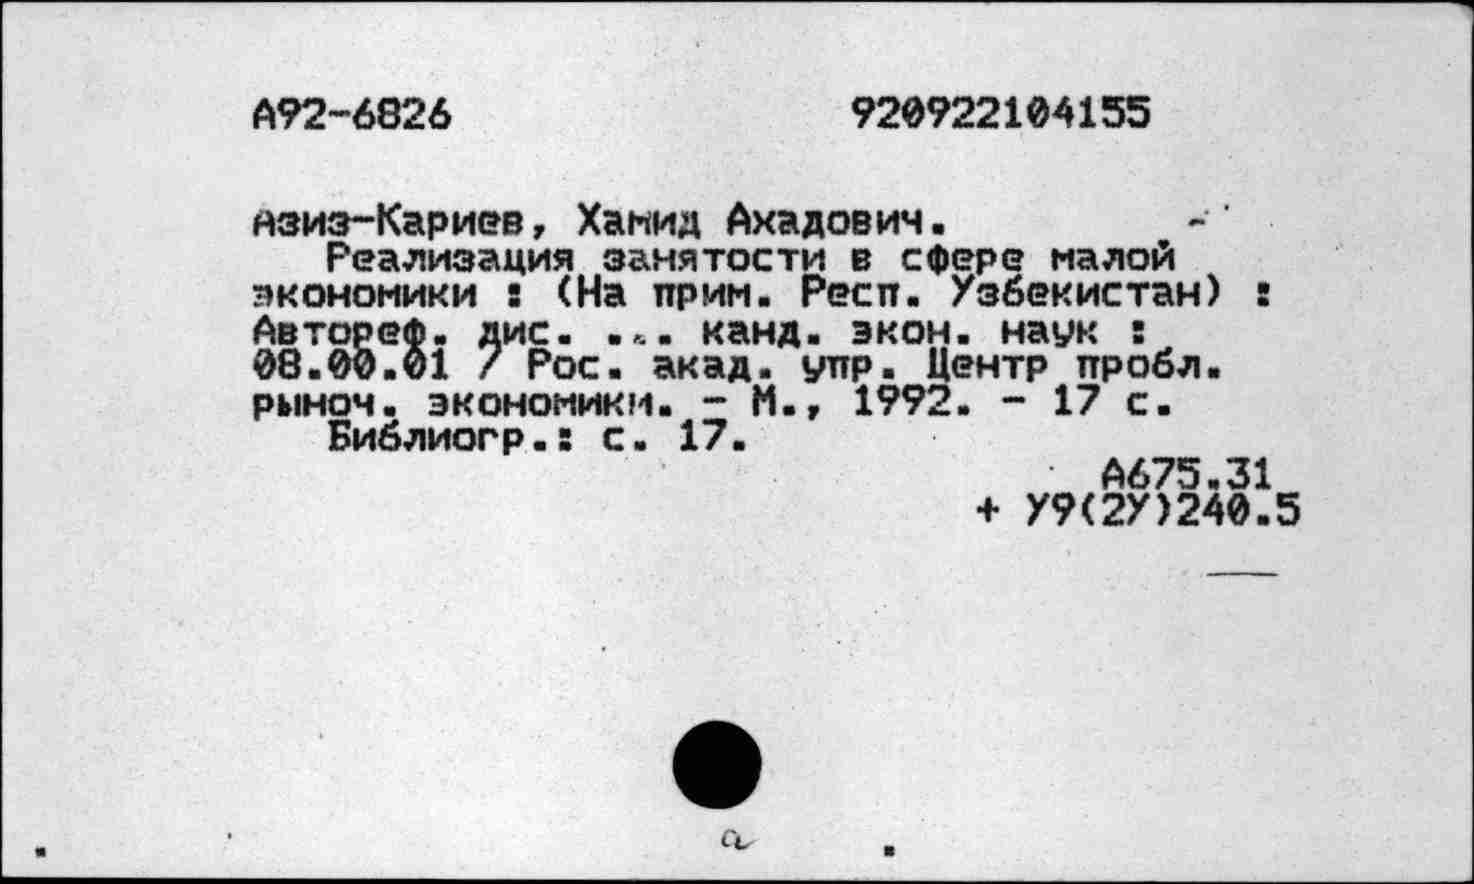 А92-6826 920922104155
Азиз-Кариев, Хамид Ахадович.
Реализация занятости в сфере малой
экономики : (На прим. Респ. Узбекистан) :
Автореф. дис. ... канд. экон. наук :
08.00.01 / Рос. акад. упр. Центр пробл.
рыноч. экономики. - М., 1992. - 17 с.
Библиогр.: с. 17.
А675.31
+ У9(2У)240.5